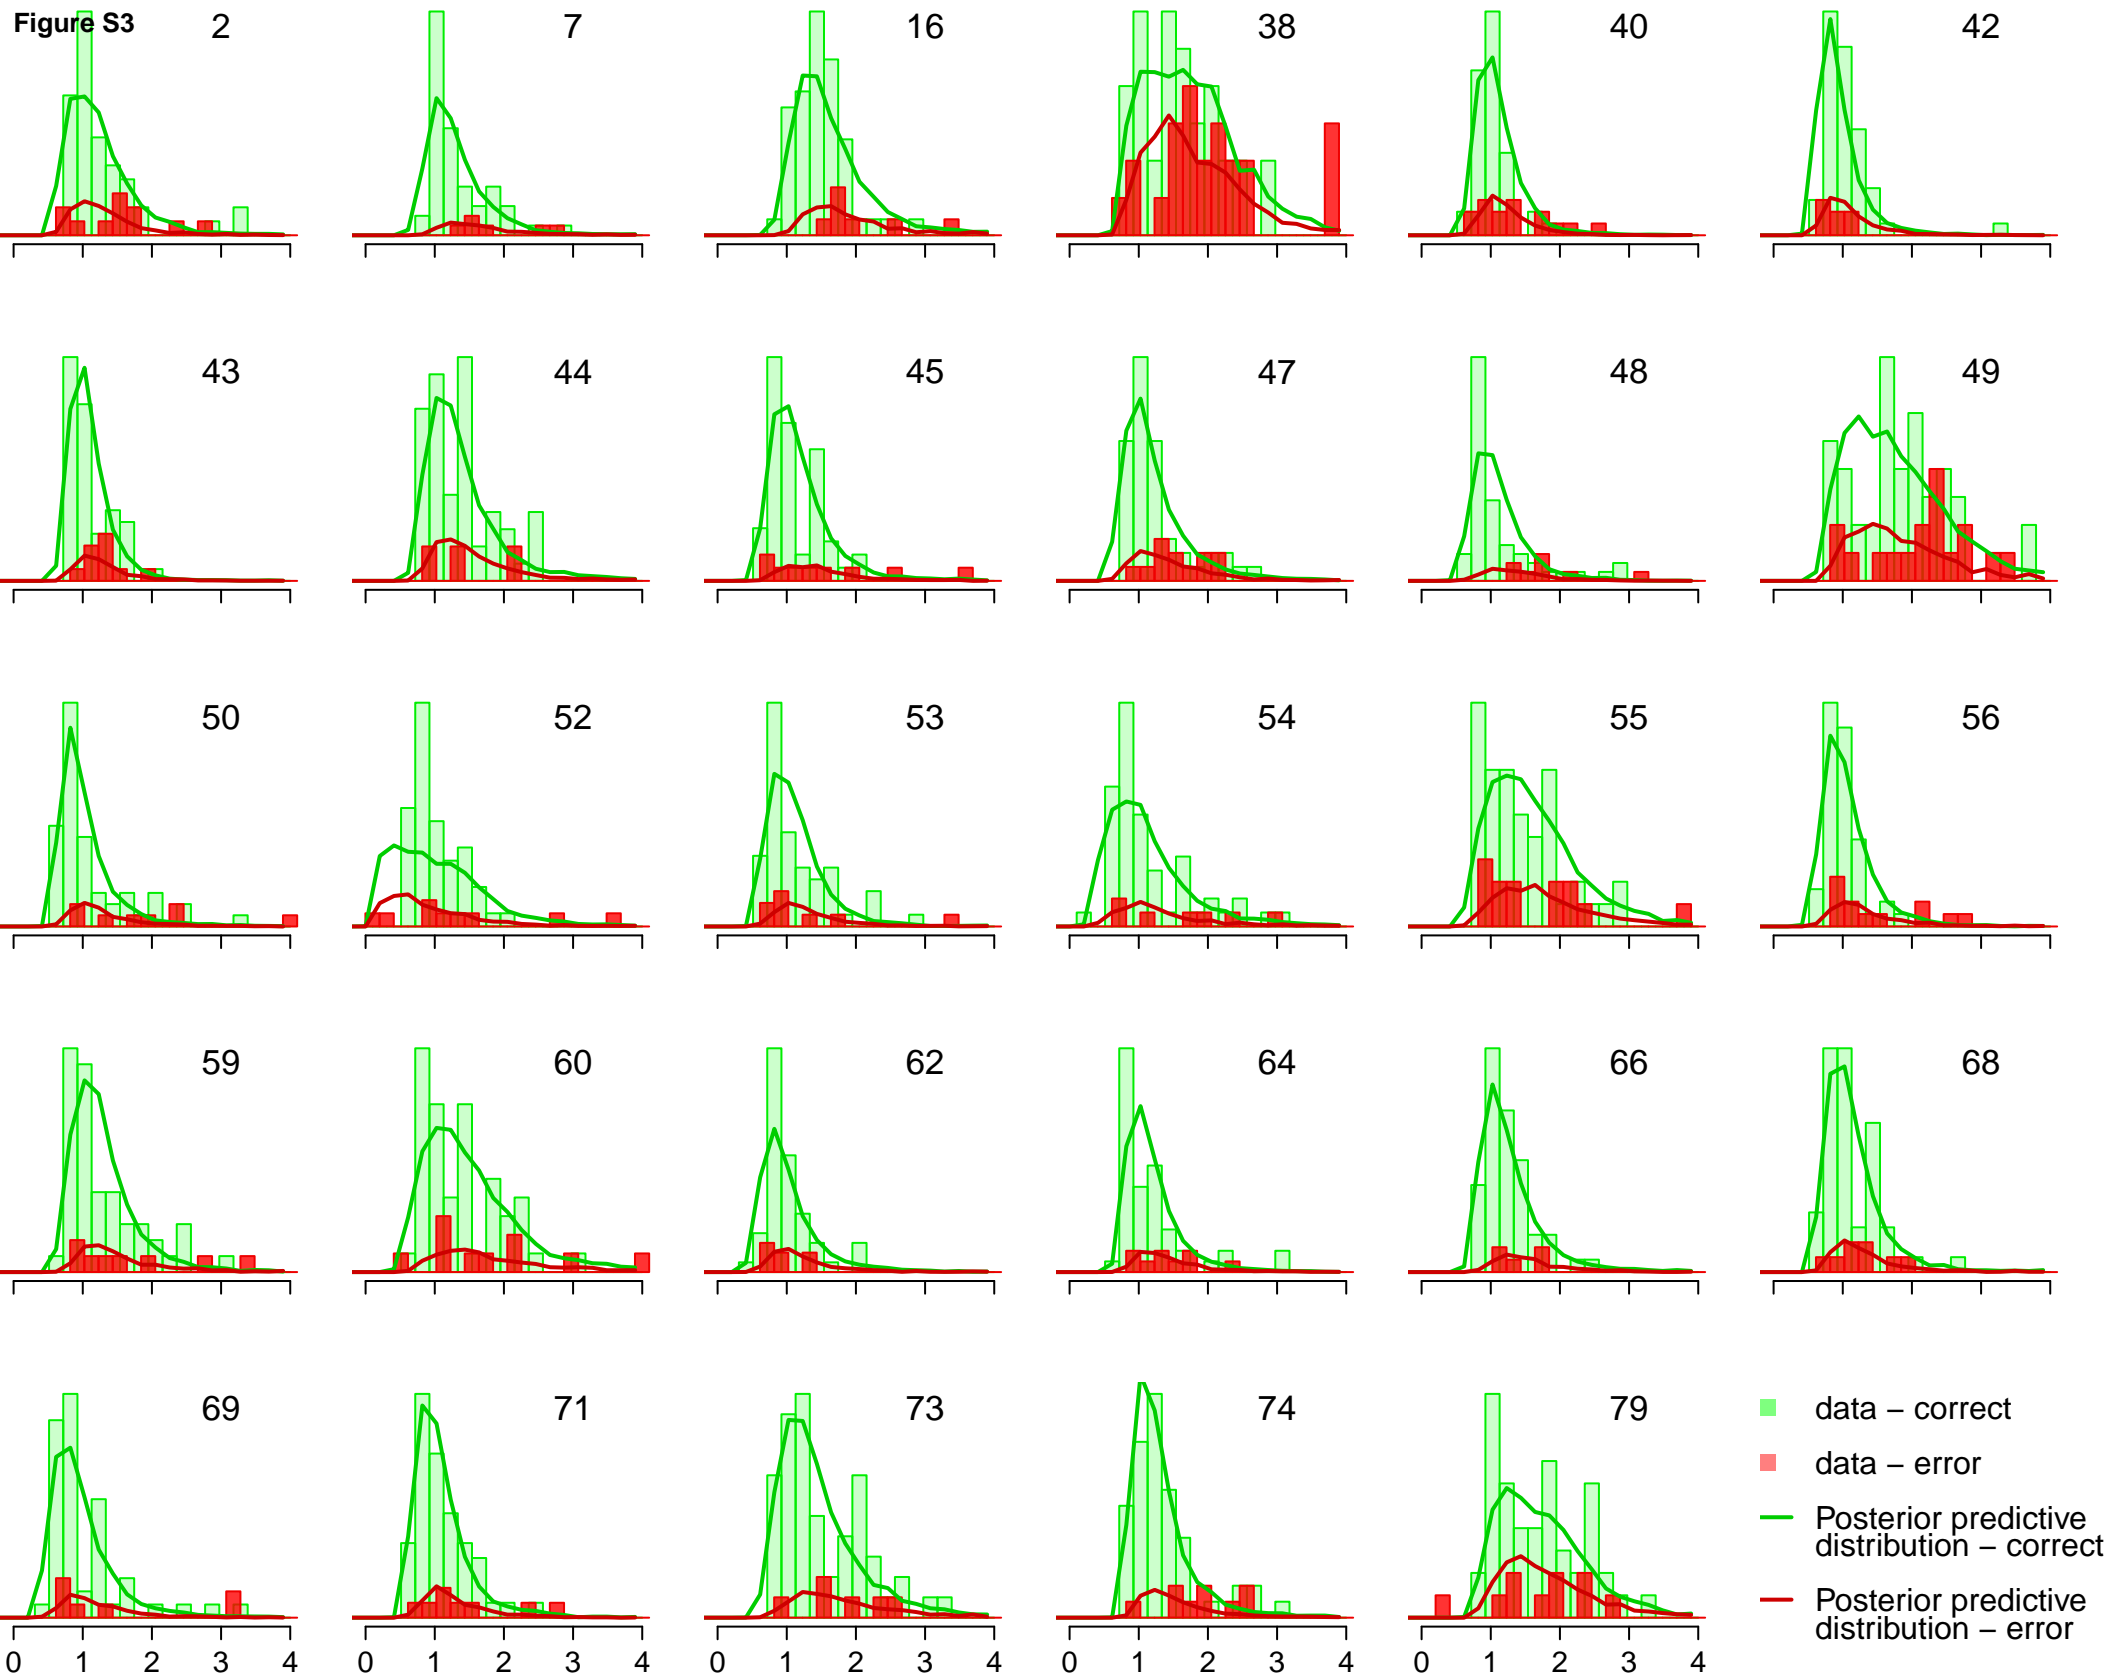 Figure S3
2
7
16
38
40
42
43
44
45
47
48
49
50
52
53
54
55
56
59
60
62
64
66
68
69
71
73
74
79
data – correct
data – error
Posterior predictive
distribution – correct
Posterior predictive
distribution – error
0 1 2 3 4
0 1 2 3 4
0 1 2 3 4
0 1 2 3 4
0 1 2 3 4